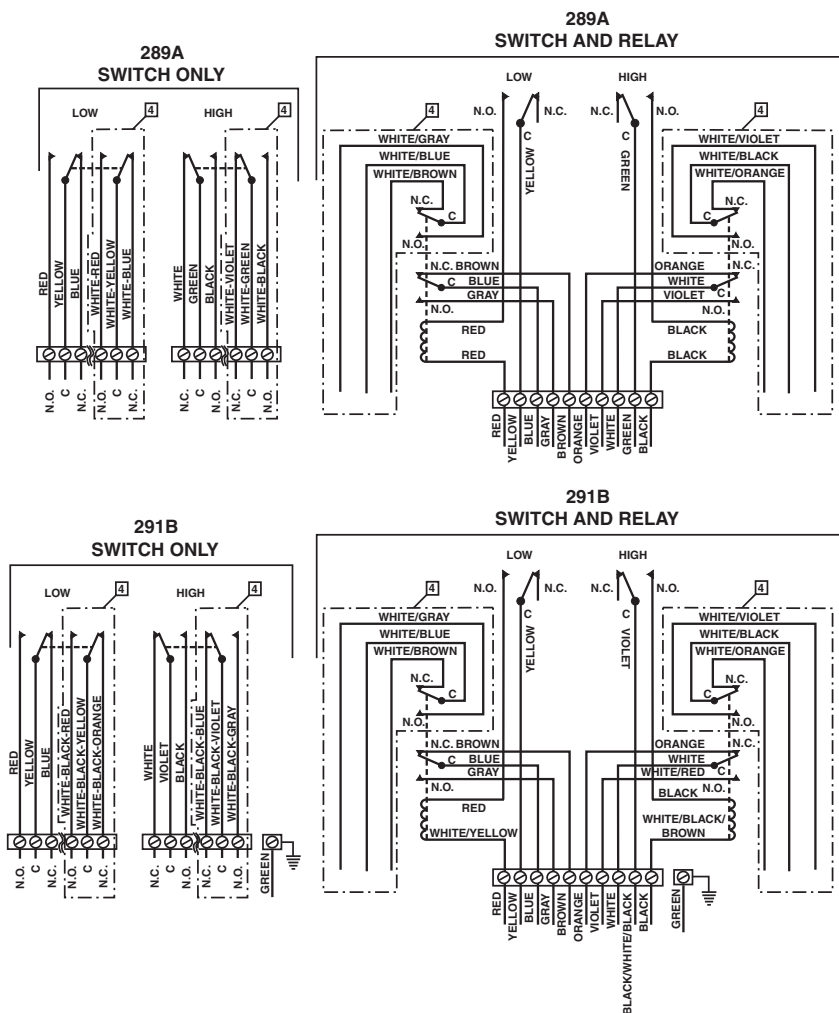 289A
SWITCH ONLY
LOW
4
HIGH
4
RED
YELLOW
BLUE
WHITE-RED
WHITE-YELLOW
WHITE-BLUE
WHITE
GREEN
BLACK
WHITE-VIOLET
WHITE-GREEN
WHITE-BLACK
N.O.
C
N.C.
N.O.
C
N.C.
N.C.
C
N.O.
N.C.
C
N.O.
289A
SWITCH AND RELAY
LOW
HIGH
4
4
N.O.
N.C.
N.C.
N.O.
C
C
YELLOW
GREEN
WHITE/GRAY
WHITE/BLUE
WHITE/BROWN
N.C.
C
N.O.
WHITE/VIOLET
WHITE/BLACK
WHITE/ORANGE
N.C.
C
N.O.
N.C. BROWN
C BLUE
GRAY
N.O.
RED
RED
ORANGE N.C.
WHITE
VIOLET C
N.O.
BLACK
BLACK
RED
YELLOW
BLUE
GRAY
BROWN
ORANGE
VIOLET
WHITE
GREEN
BLACK
291B
SWITCH ONLY
LOW
4
HIGH
4
RED
YELLOW
BLUE
WHITE-BLACK-RED
WHITE-BLACK-YELLOW
WHITE-BLACK-ORANGE
WHITE
VIOLET
BLACK
WHITE-BLACK-BLUE
WHITE-BLACK-VIOLET
WHITE-BLACK-GRAY
N.O.
C
N.C.
N.O.
C
N.C.
N.C.
C
N.O.
N.C.
C
N.O.
GREEN
291B
SWITCH AND RELAY
LOW
HIGH
4
4
N.O.
N.C.
N.C.
N.O.
C
C
YELLOW
VIOLET
WHITE/GRAY
WHITE/BLUE
WHITE/BROWN
N.C.
C
N.O.
WHITE/VIOLET
WHITE/BLACK
WHITE/ORANGE
N.C.
C
N.O.
N.C. BROWN
C BLUE
GRAY
N.O.
RED
WHITE/YELLOW
ORANGE N.C.
WHITE
WHITE/RED C
BLACK N.O.
WHITE/BLACK/
BROWN
RED
YELLOW
BLUE
GRAY
BROWN
ORANGE
VIOLET
WHITE
BLACK/WHITE/BLACK
BLACK
GREEN